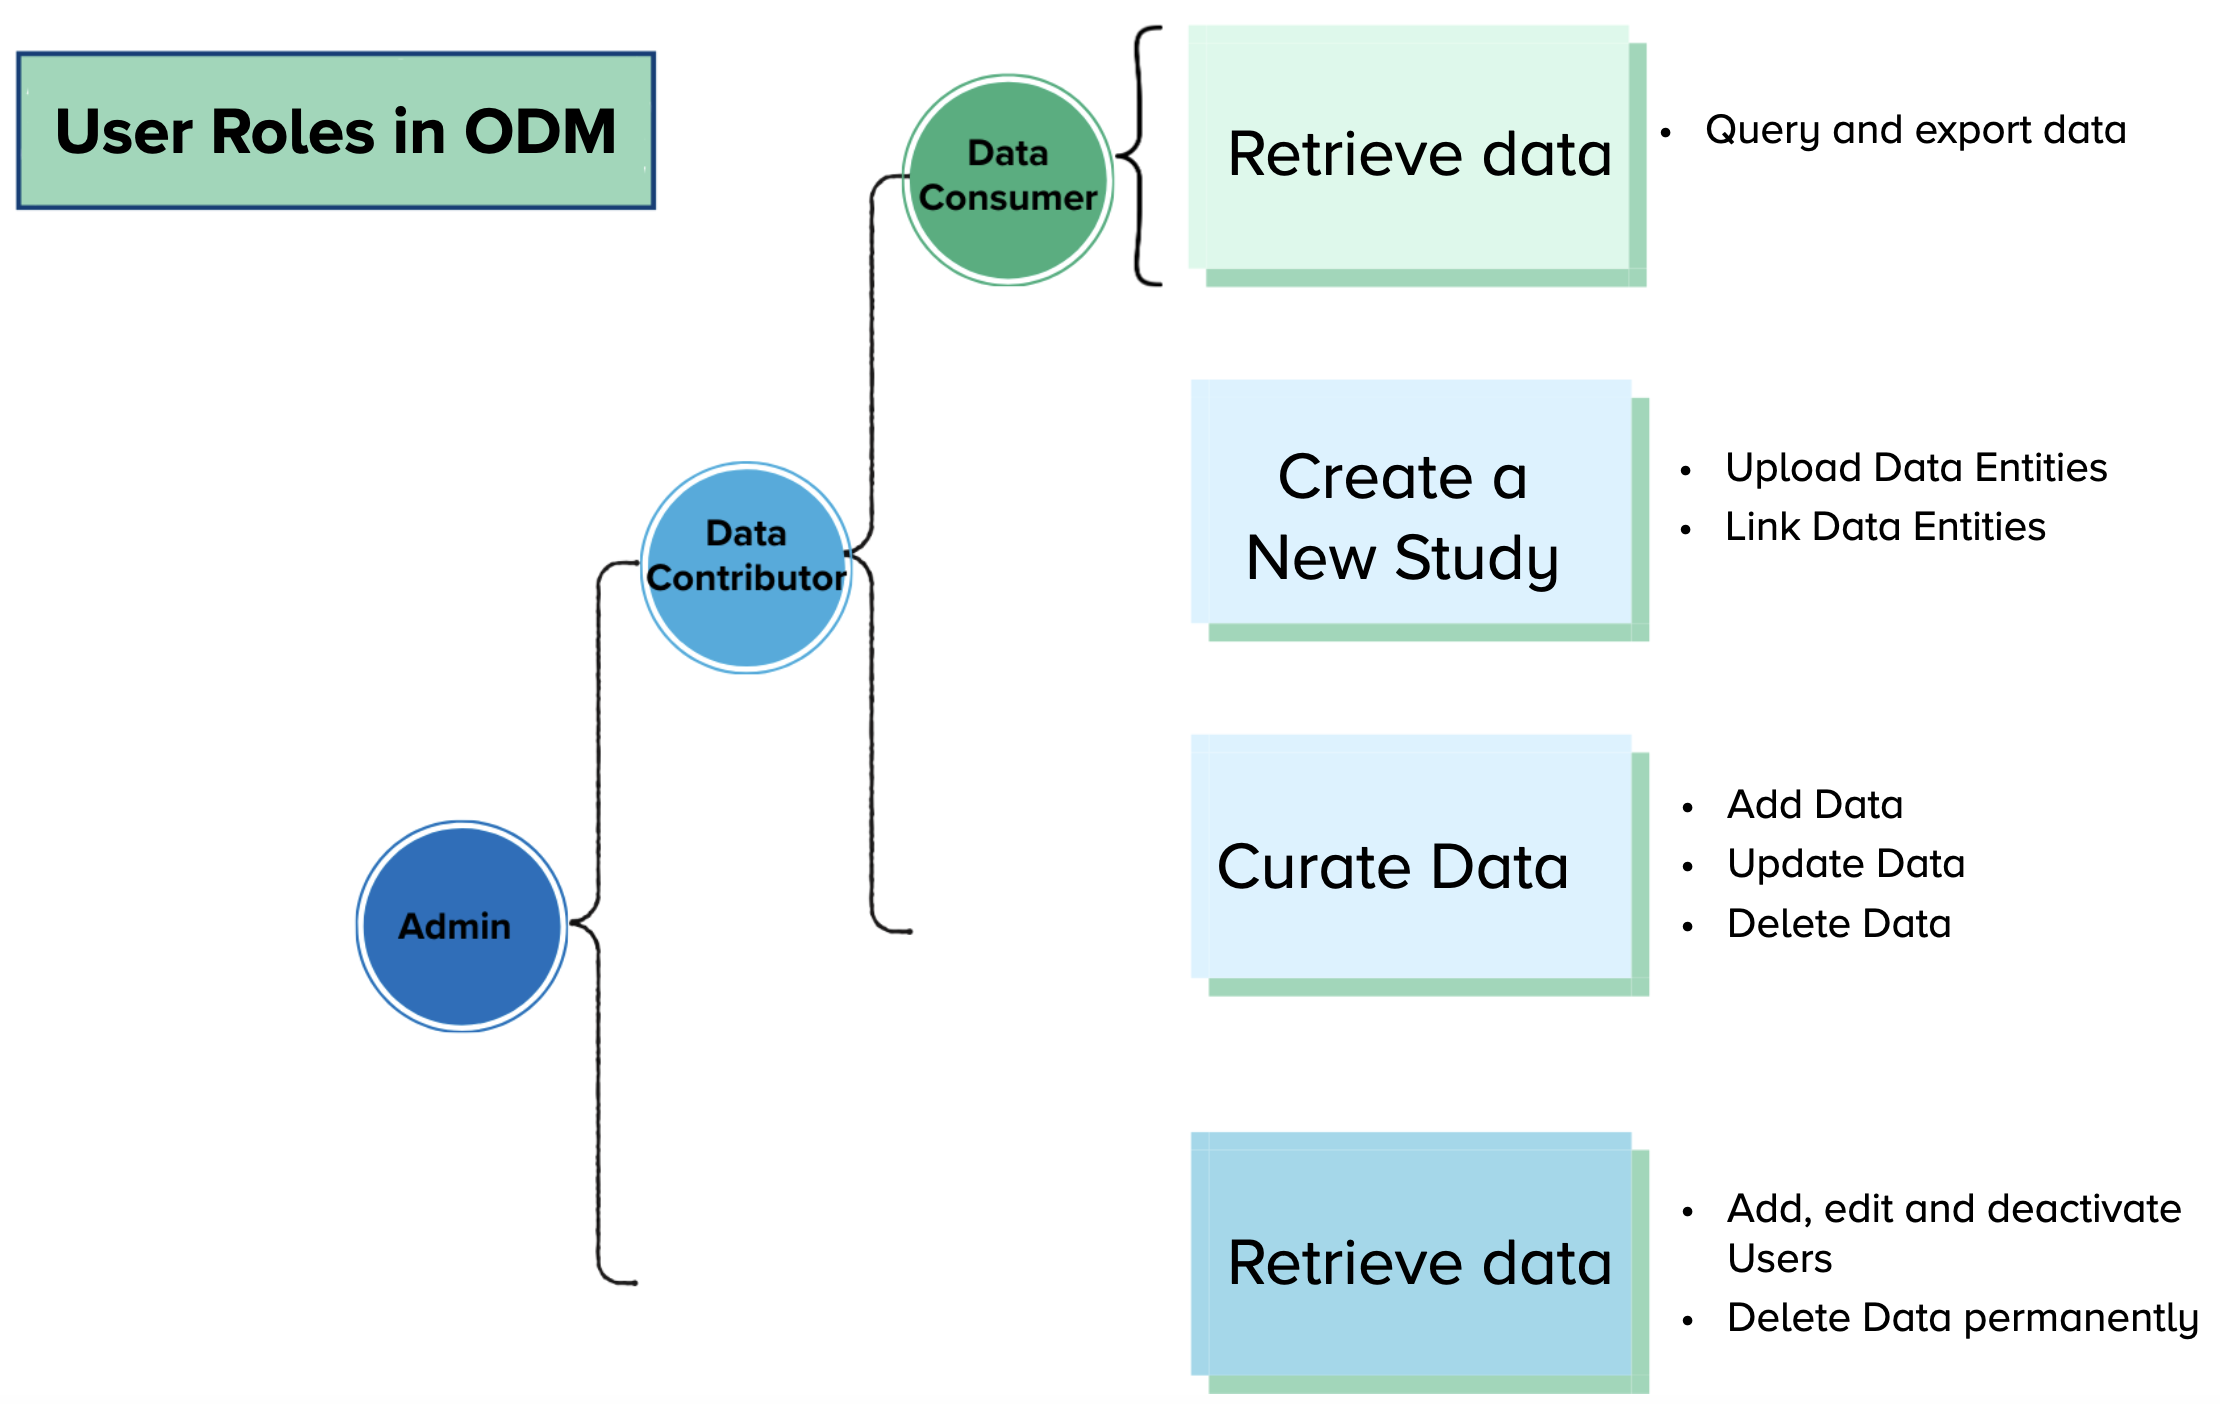 User Roles in ODM
Data
Consumer
Retrieve data
• Query and export data
Data
Contributor
Create a
New Study
• Upload Data Entities
• Link Data Entities
Admin
Curate Data
• Add Data
• Update Data
• Delete Data
Retrieve data
• Add, edit and deactivate
Users
• Delete Data permanently